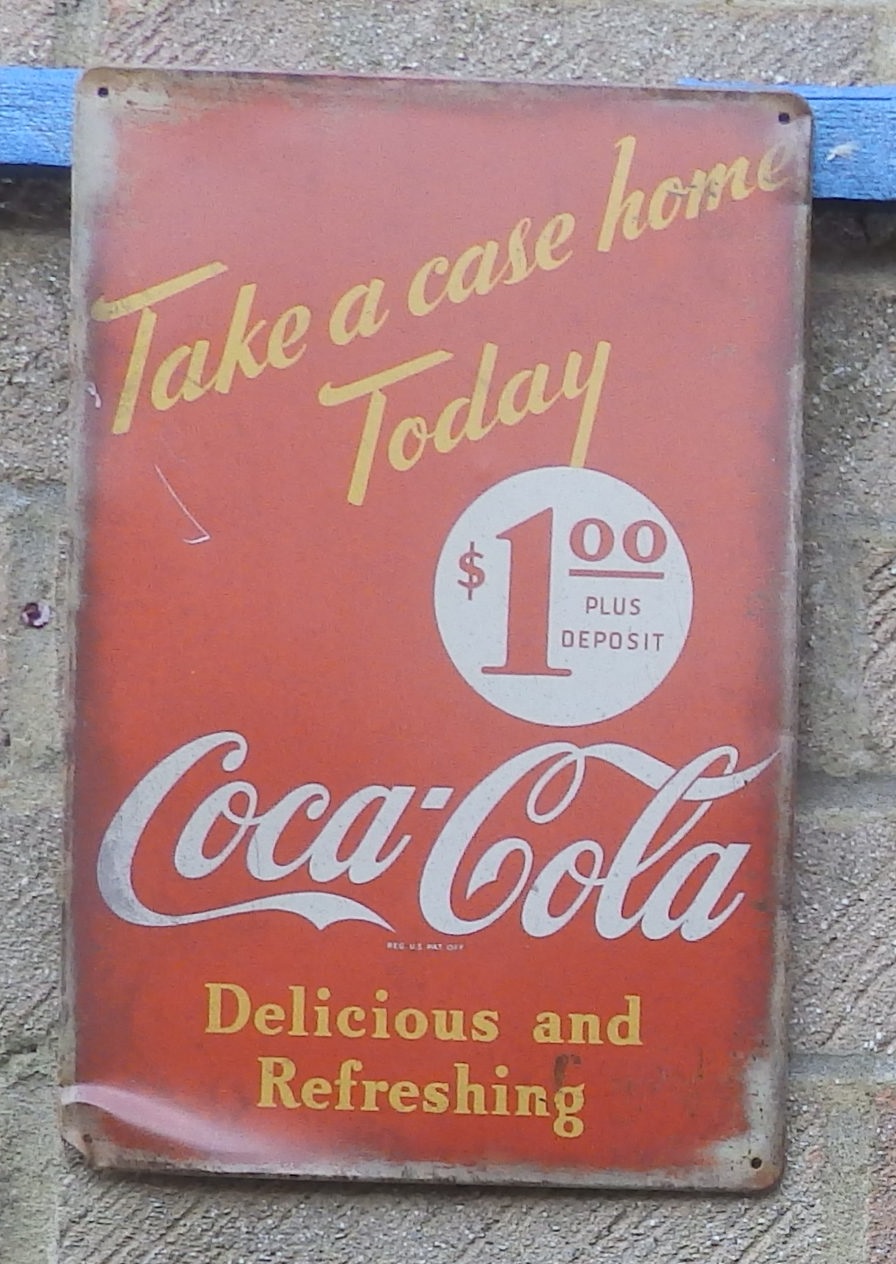 Take a case home
Today
$1.00
PLUS
DEPOSIT
Coca-Cola
REG. U.S. PAT. OFF
Delicious and
Refreshing